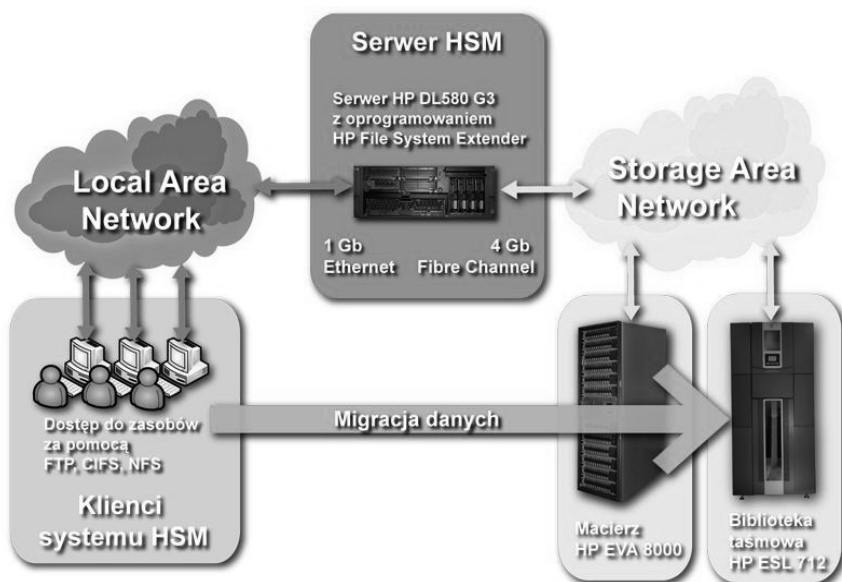 Serwer HSM
Serwer HP DL580 G3
z oprogramowaniem
HP File System Extender
Local Area
Network
Storage Area
Network
1 Gb
Ethernet
4 Gb
Fibre Channel
Dostęp do zasobów
za pomocą
FTP, CIFS, NFS
Klienci
systemu HSM
Migracja danych
Macierz
HP EVA 8000
Biblioteka
taśmowa
HP ESL 712